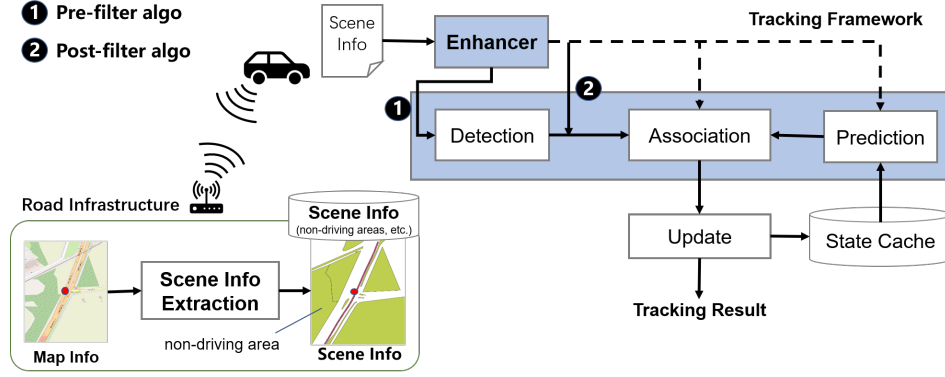 1 Pre-filter algo
2 Post-filter algo
Scene
Info
Enhancer
Tracking Framework
1
2
Detection
Association
Prediction
Road Infrastructure
Scene Info
(non-driving areas, etc.)
Update
State Cache
Scene Info
Extraction
Tracking Result
non-driving area
Map Info
Scene Info